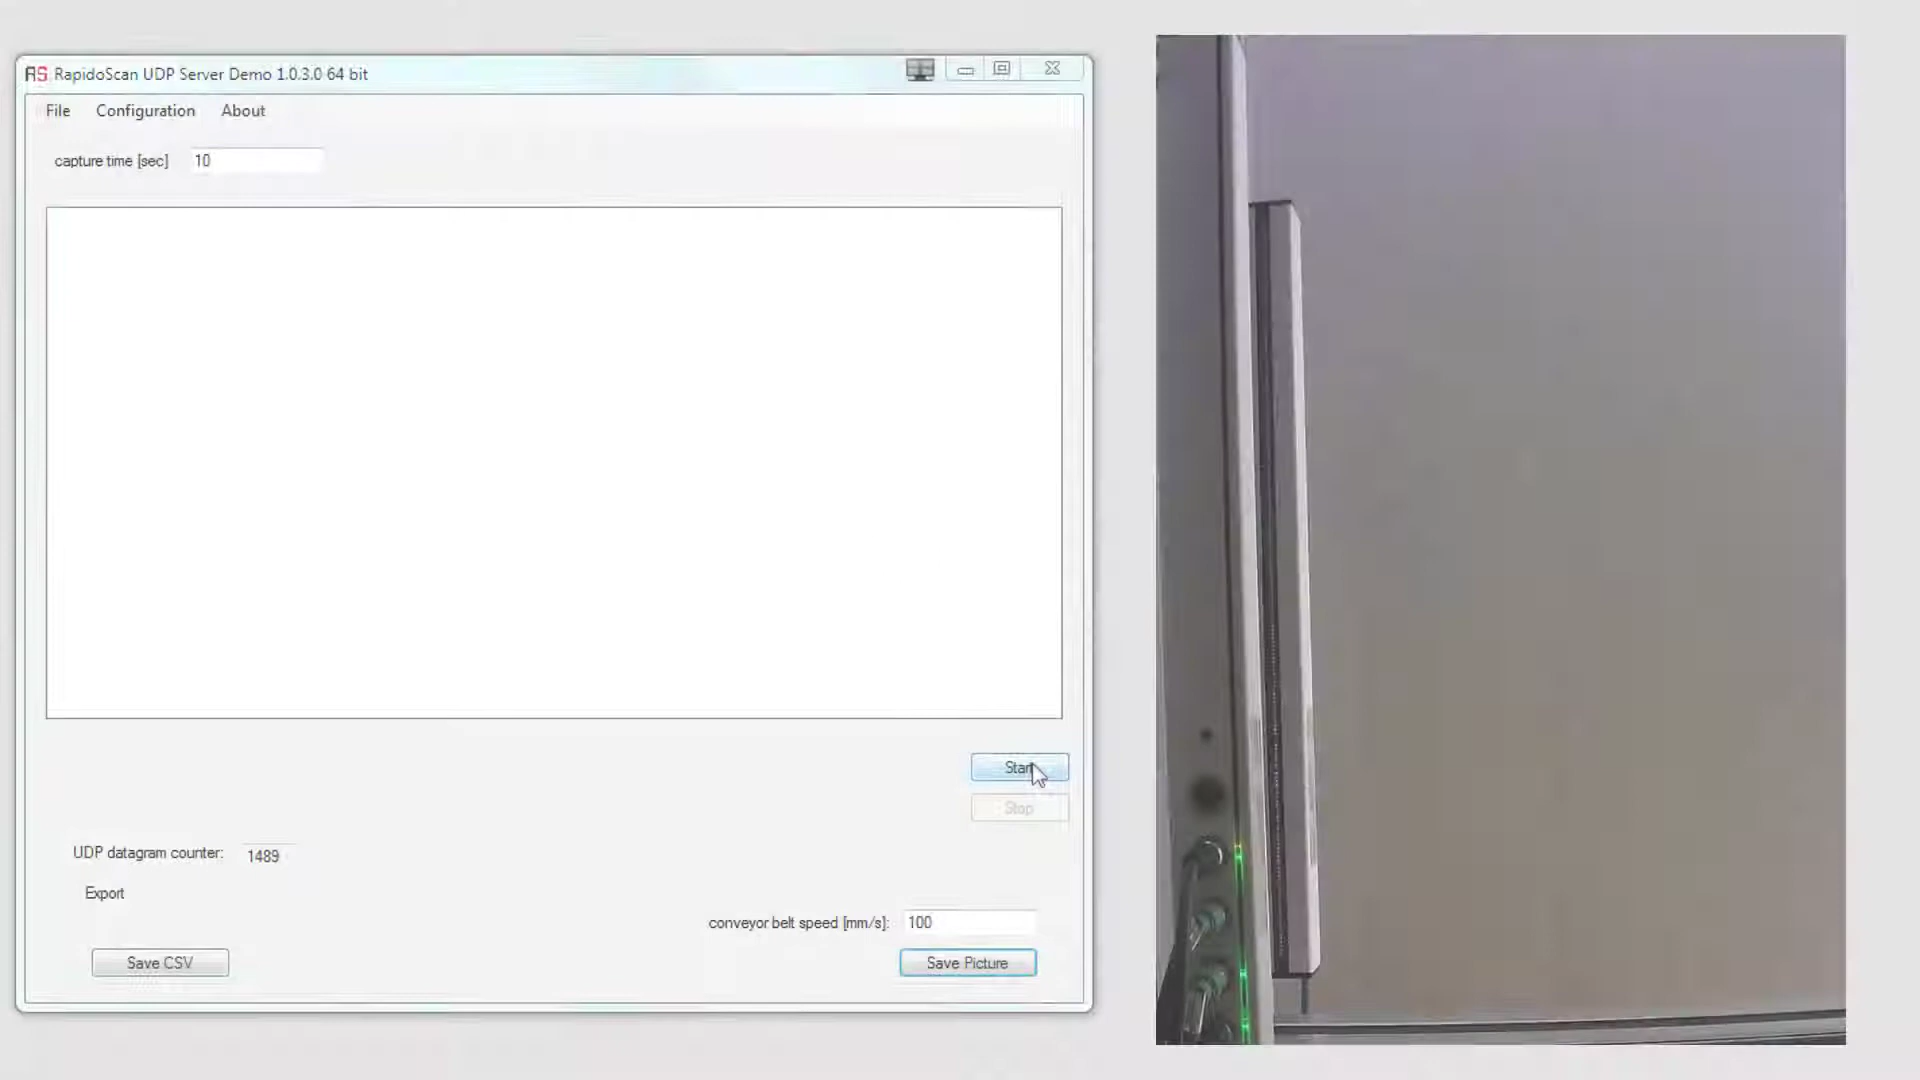 RS RapidoScan UDP Server Demo 1.0.3.0 64 bit
File Configuration About
capture time [sec] 10
Start
Stop
UDP datagram counter: 1489
Export
conveyor belt speed [mm/s]: 100
Save CSV Save Picture